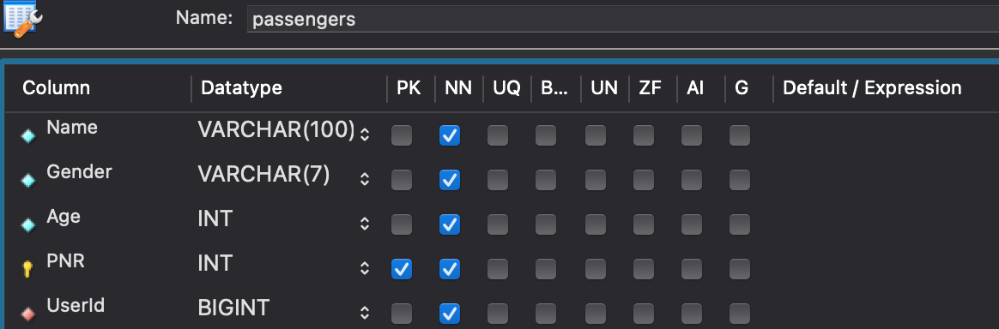 Name: passengers
Column Datatype PK NN UQ B... UN ZF AI G Default / Expression
Name VARCHAR(100)
Gender VARCHAR(7)
Age INT
PNR INT
UserId BIGINT